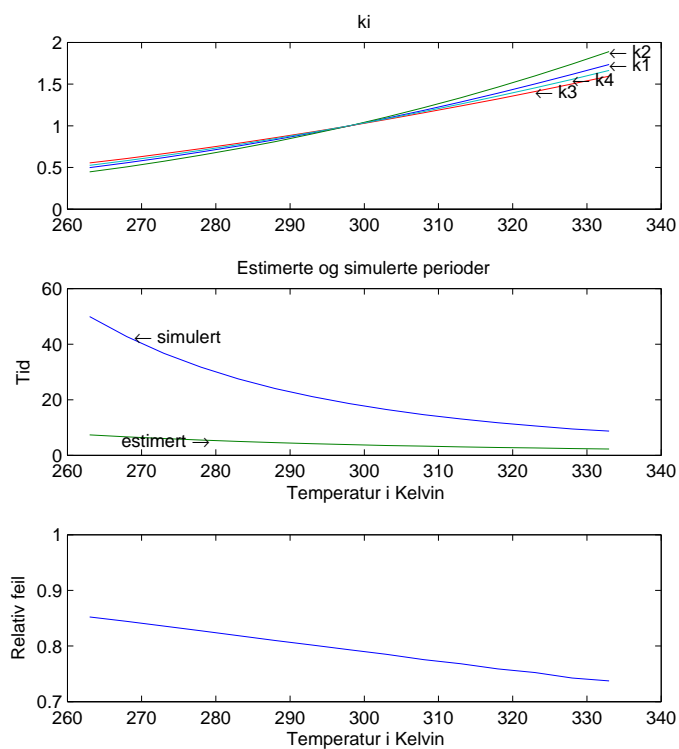 ki
2
1.5
1
0.5
0
← k2
← k1
← k4
← k3
260 270 280 290 300 310 320 330 340
Estimerte og simulerte perioder
Tid
60
40
20
0
← simulert
estimert →
260 270 280 290 300 310 320 330 340
Temperatur i Kelvin
Relativ feil
1
0.9
0.8
0.7
260 270 280 290 300 310 320 330 340
Temperatur i Kelvin